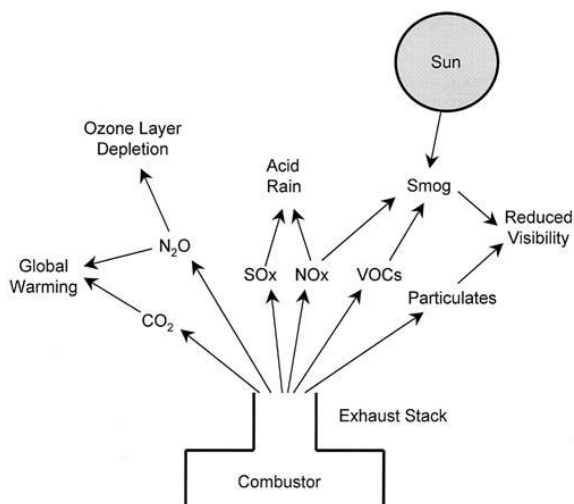 Sun
Ozone Layer
Depletion
Acid
Rain
Smog
Reduced
Visibility
N₂O
Global
Warming
SOx
NOx
VOCs
Particulates
CO₂
Exhaust Stack
Combustor